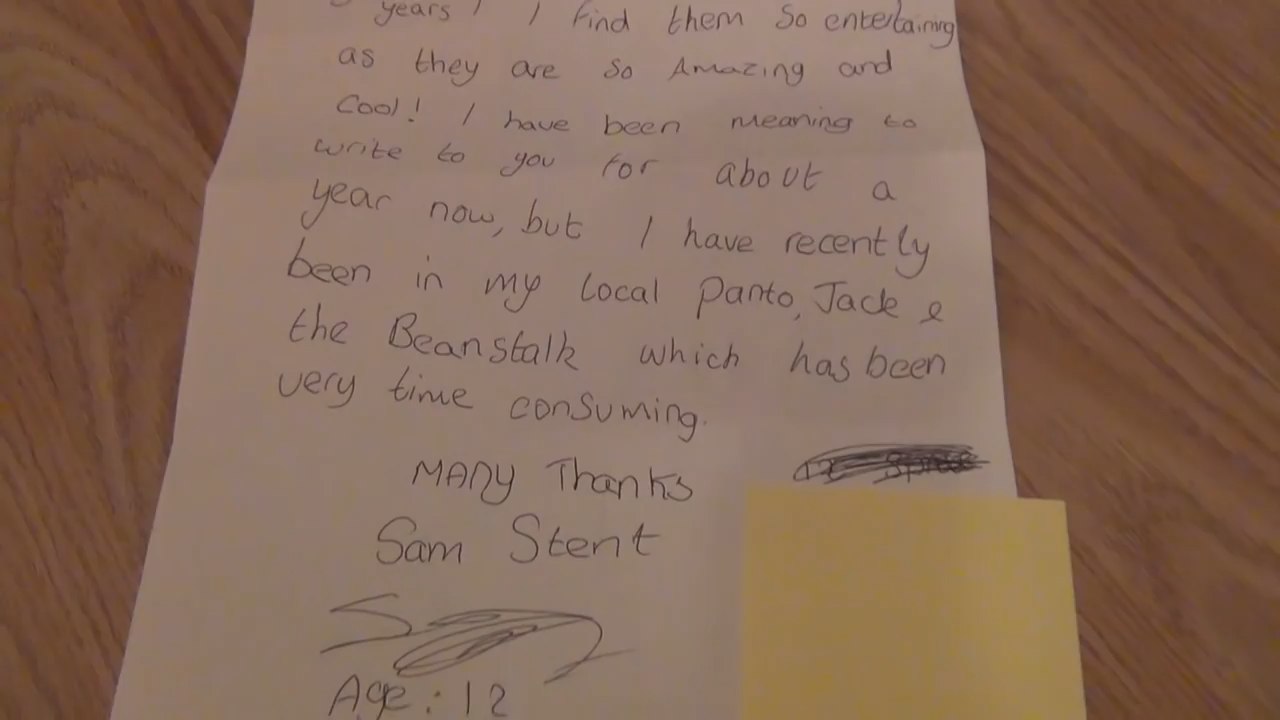 years! I find them so entertaining
as they are so Amazing and
cool! I have been meaning to
write to you for about a
year now, but I have recently
been in my local panto, Jack &
the Beanstalk which has been
very time consuming.
MANY Thanks
Sam Stent
Age: 12